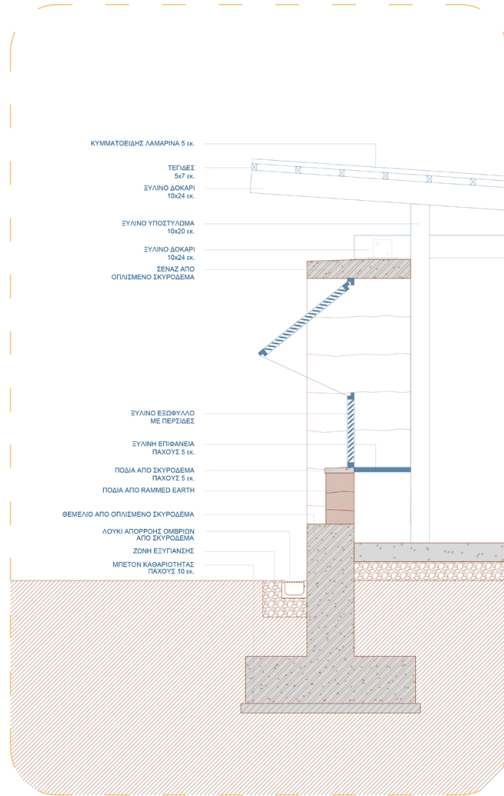 ΚΥΜΜΑΤΟΕΙΔΗΣ ΛΑΜΑΡΙΝΑ 5 εκ.
ΤΕΓΙΔΕΣ
5x7 εκ.
ΞΥΛΙΝΟ ΔΟΚΑΡΙ
10x24 εκ.
ΞΥΛΙΝΟ ΥΠΟΣΤΥΛΩΜΑ
10x20 εκ.
ΞΥΛΙΝΟ ΔΟΚΑΡΙ
10x24 εκ.
ΣΕΝΑΖ ΑΠΟ
ΟΠΛΙΣΜΕΝΟ ΣΚΥΡΟΔΕΜΑ
ΞΥΛΙΝΟ ΕΞΩΦΥΛΛΟ
ΜΕ ΠΕΡΣΙΔΕΣ
ΞΥΛΙΝΗ ΕΠΙΦΑΝΕΙΑ
ΠΑΧΟΥΣ 5 εκ.
ΠΟΔΙΑ ΑΠΟ ΣΚΥΡΟΔΕΜΑ
ΠΑΧΟΥΣ 5 εκ.
ΠΟΔΙΑ ΑΠΟ RAMMED EARTH
ΘΕΜΕΛΙΟ ΑΠΟ ΟΠΛΙΣΜΕΝΟ ΣΚΥΡΟΔΕΜΑ
ΛΟΥΚΙ ΑΠΟΡΡΟΗΣ ΟΜΒΡΙΩΝ
ΑΠΟ ΣΚΥΡΟΔΕΜΑ
ΖΩΝΗ ΕΞΥΓΙΑΝΣΗΣ
ΜΠΕΤΟΝ ΚΑΘΑΡΙΟΤΗΤΑΣ
ΠΑΧΟΥΣ 10 εκ.